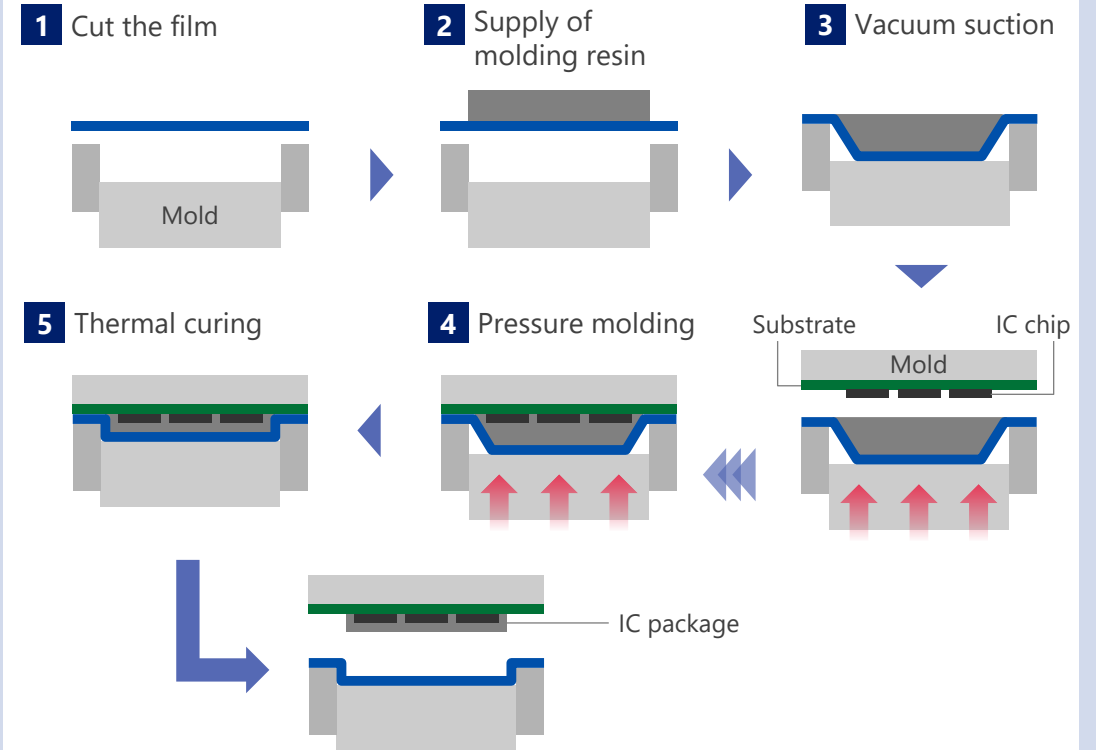 1 Cut the film
2 Supply of
molding resin
3 Vacuum suction
Mold
5 Thermal curing
4 Pressure molding
Substrate
IC chip
Mold
IC package